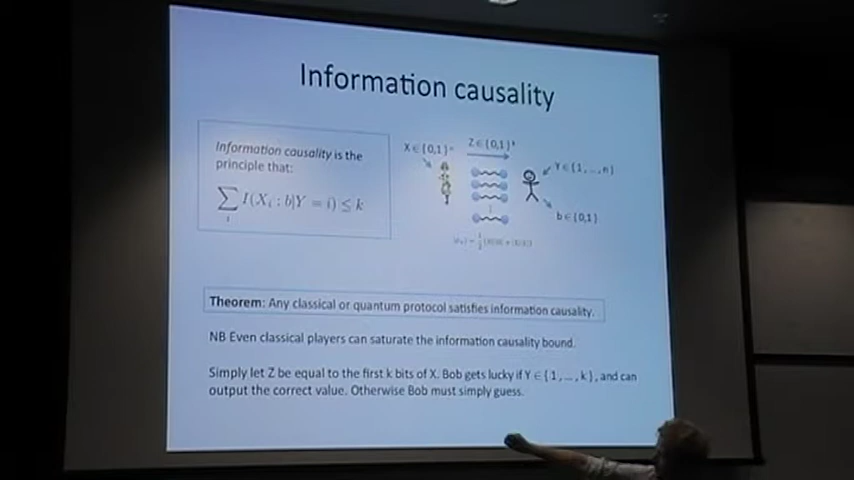 Information causality
Information causality is the
principle that:
∑ I(Xᵢ : b|Y = i) ≤ k
i
X ∈ {0,1}ⁿ
Z ∈ {0,1}ᵏ
Y ∈ {1, ..., n}
b ∈ {0,1}
Theorem: Any classical or quantum protocol satisfies information causality.
NB Even classical players can saturate the information causality bound.
Simply let Z be equal to the first k bits of X. Bob gets lucky if Y ∈ {1, ..., k}, and can
output the correct value. Otherwise Bob must simply guess.